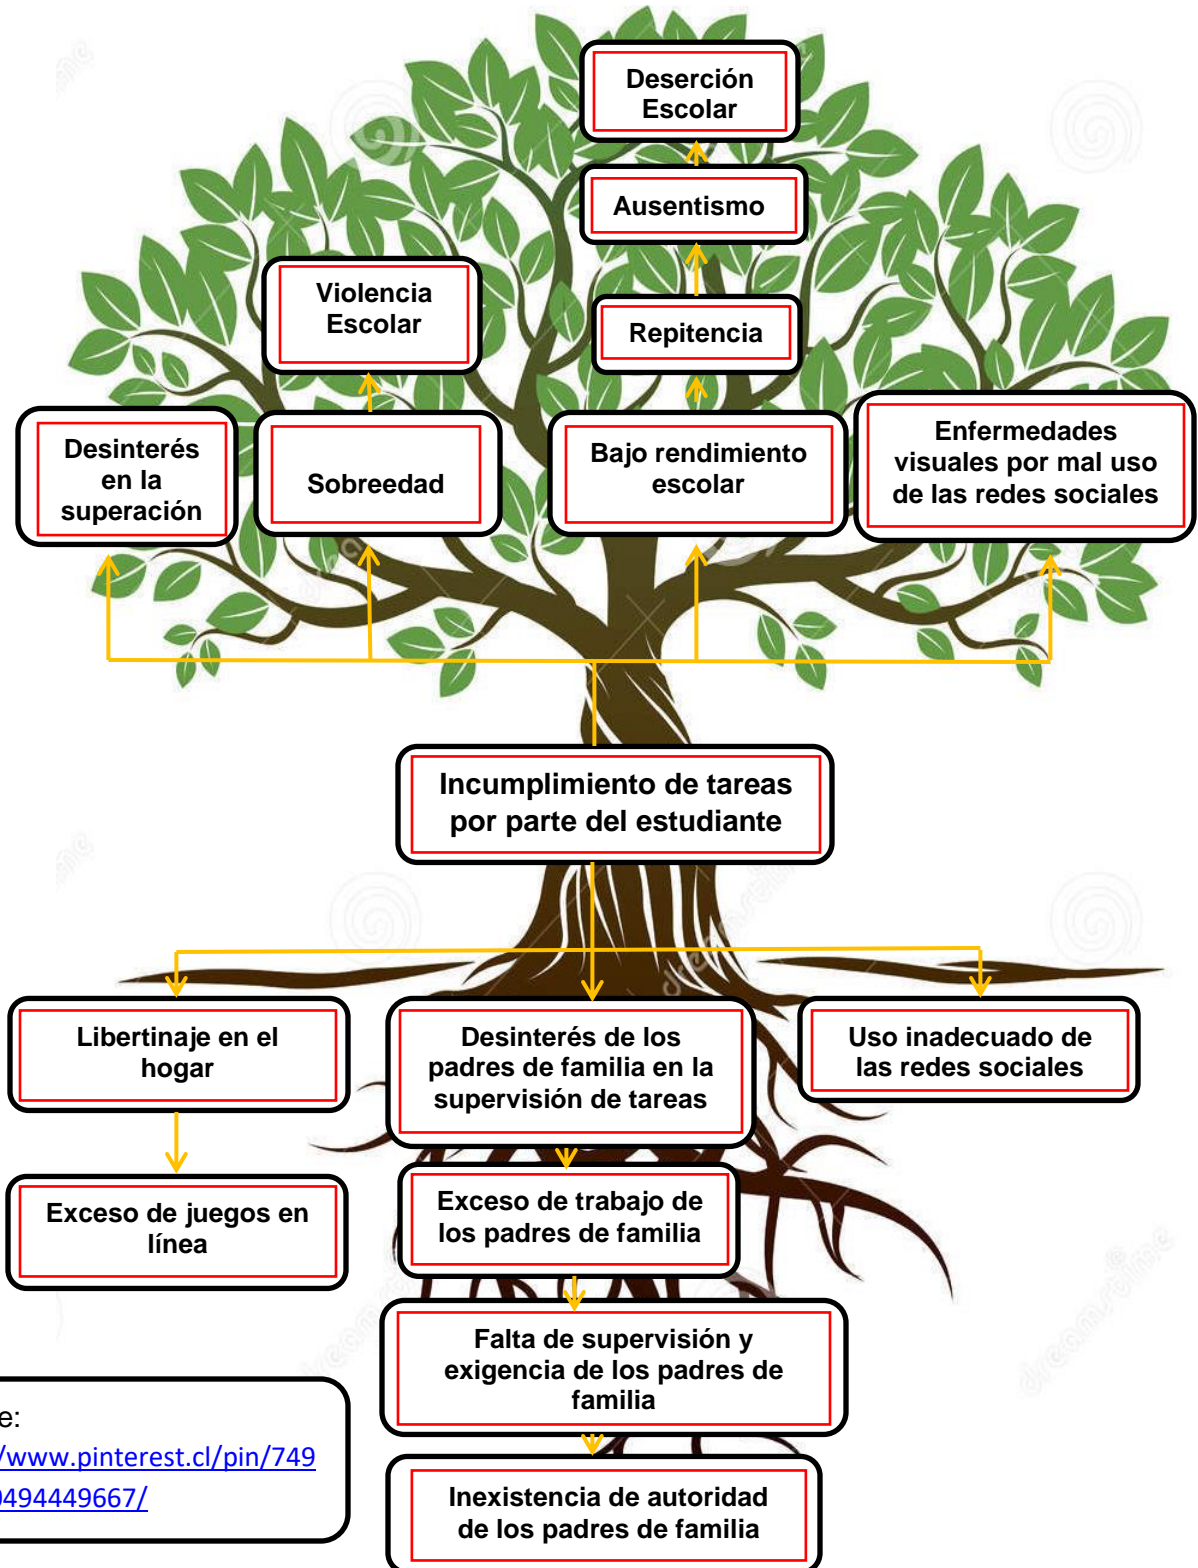 Deserción
Escolar
Ausentismo
Violencia
Escolar
Repitencia
Desinterés
en la
superación
Sobreedad
Bajo rendimiento
escolar
Enfermedades
visuales por mal uso
de las redes sociales
Incumplimiento de tareas
por parte del estudiante
Libertinaje en el
hogar
Desinterés de los
padres de familia en la
supervisión de tareas
Uso inadecuado de
las redes sociales
Exceso de juegos en
línea
Exceso de trabajo de
los padres de familia
Falta de supervisión y
exigencia de los padres de
familia
Inexistencia de autoridad
de los padres de familia
e:
/www.pinterest.cl/pin/749
494449667/
dreamstime